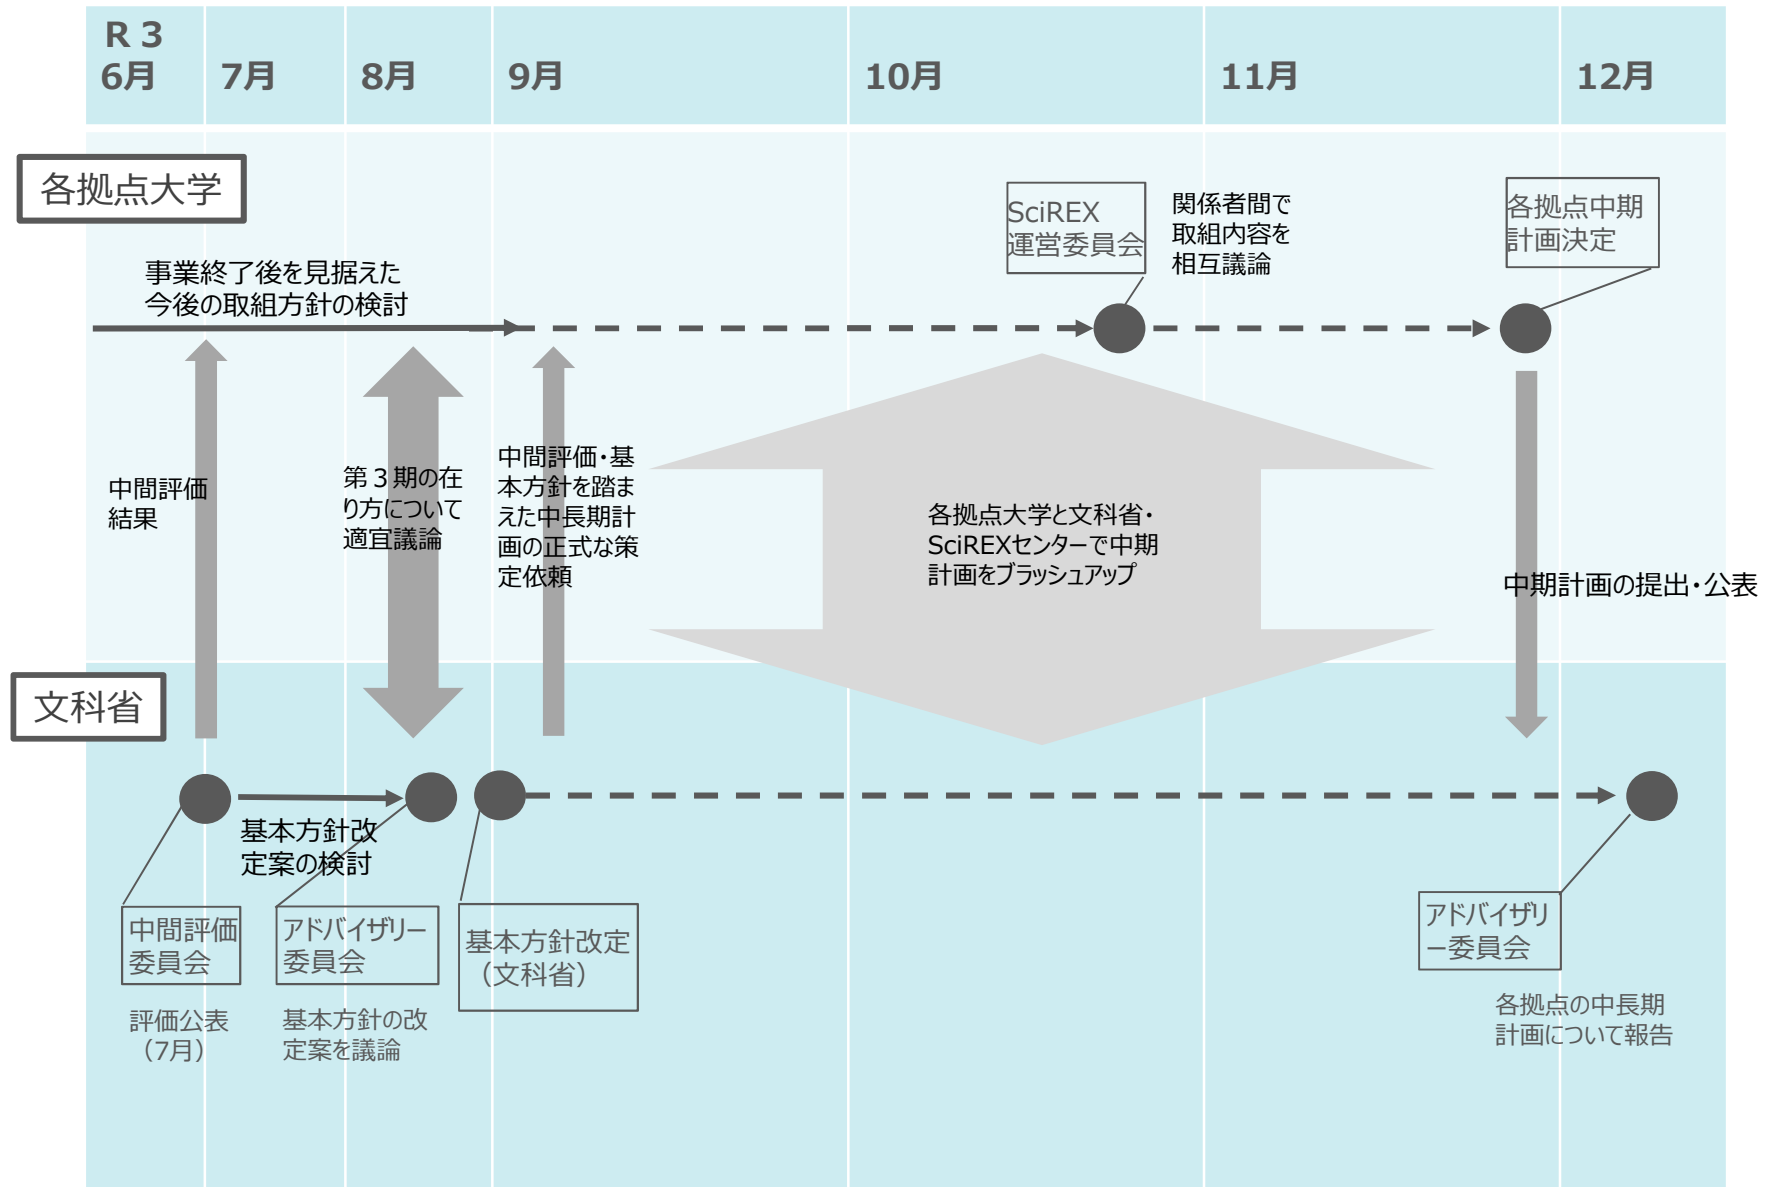 R３
6月
7月
8月
9月
10月
11月
12月
各拠点大学
事業終了後を見据えた
今後の取組方針の検討
SciREX
運営委員会
関係者間で
取組内容を
相互議論
各拠点中期
計画決定
中間評価
結果
第３期の在
り方について
適宜議論
中間評価・基
本方針を踏ま
えた中長期計
画の正式な策
定依頼
各拠点大学と文科省・
SciREXセンターで中期
計画をブラッシュアップ
中期計画の提出・公表
文科省
基本方針改
定案の検討
中間評価
委員会
アドバイザリー
委員会
基本方針改定
（文科省）
アドバイザリ
ー委員会
評価公表
（7月）
基本方針の改
定案を議論
各拠点の中長期
計画について報告